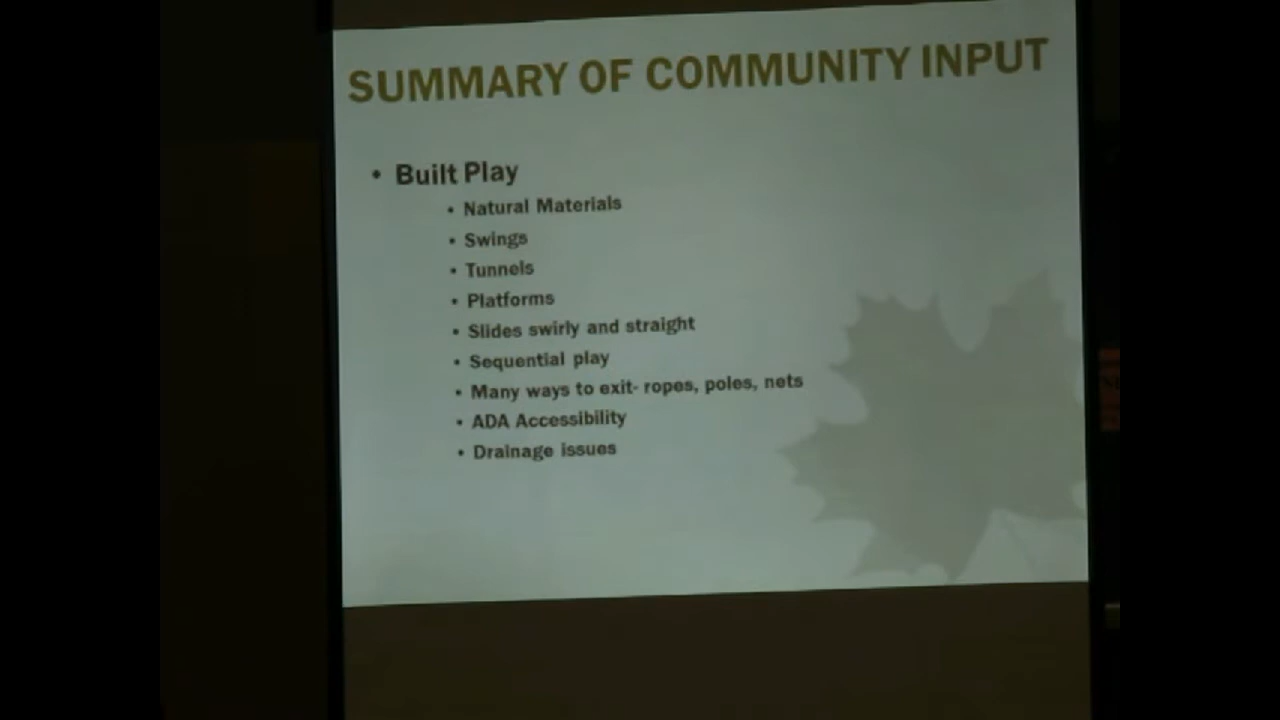 SUMMARY OF COMMUNITY INPUT
• Built Play
• Natural Materials
• Swings
• Tunnels
• Platforms
• Slides swirly and straight
• Sequential play
• Many ways to exit- ropes, poles, nets
• ADA Accessibility
• Drainage issues